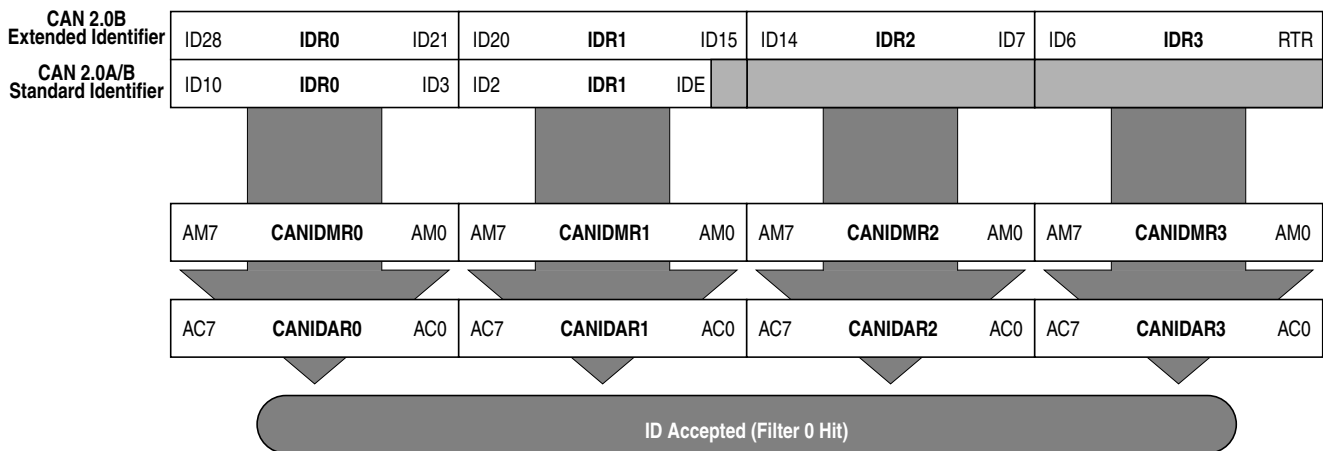 CAN 2.0B
Extended Identifier
ID28 IDR0 ID21 ID20 IDR1 ID15 ID14 IDR2 ID7 ID6 IDR3 RTR
CAN 2.0A/B
Standard Identifier
ID10 IDR0 ID3 ID2 IDR1 IDE
AM7 CANIDMR0 AM0 AM7 CANIDMR1 AM0 AM7 CANIDMR2 AM0 AM7 CANIDMR3 AM0
AC7 CANIDAR0 AC0 AC7 CANIDAR1 AC0 AC7 CANIDAR2 AC0 AC7 CANIDAR3 AC0
ID Accepted (Filter 0 Hit)